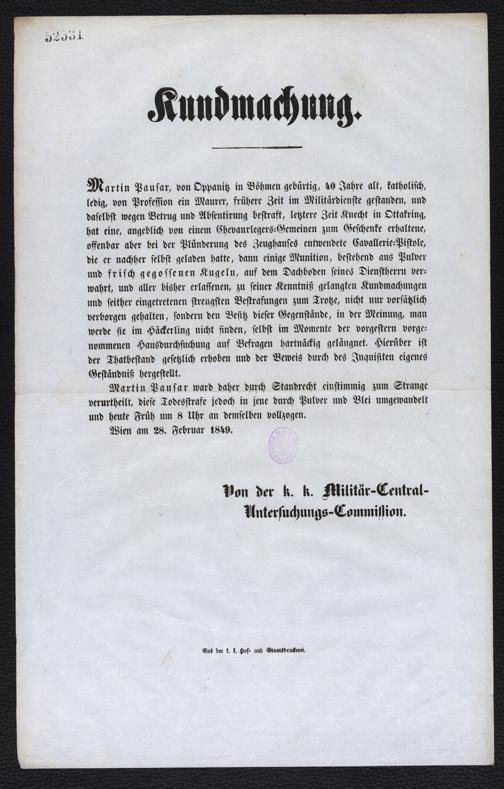 52331
Kundmachung.
Martin Pausar, von Oppanitz in Böhmen gebürtig, 40 Jahre alt, katholisch,
ledig, von Profession ein Maurer, frühere Zeit im Militärdienste gestanden, und
daselbst wegen Betrug und Absentirung bestraft, letztere Zeit Knecht in Ottakring,
hat eine, angeblich von einem Chevauxlegers-Gemeinen zum Geschenke erhaltene,
offenbar aber bei der Plünderung des Zeughauses entwendete Cavallerie-Pistole,
die er nachher selbst geladen hatte, dann einige Munition, bestehend aus Pulver
und frisch gegossenen Kugeln, auf dem Dachboden seines Dienstherrn ver-
wahrt, und aller bisher erlassenen, zu seiner Kenntniß gelangten Kundmachungen
und seither eingetretenen strengsten Bestrafungen zum Trotze, nicht nur vorsätzlich
verborgen gehalten, sondern den Besitz dieser Gegenstände, in der Meinung, man
werde sie im Häckerling nicht finden, selbst im Momente der vorgestern vorge-
nommenen Hausdurchsuchung auf Befragen hartnäckig geläugnet. Hierüber ist
der Thatbestand gesetzlich erhoben und der Beweis durch des Inquisiten eigenes
Geständniß hergestellt.
Martin Pausar ward daher durch Standrecht einstimmig zum Strange
verurtheilt, diese Todesstrafe jedoch in jene durch Pulver und Blei umgewandelt
und heute Früh um 8 Uhr an demselben vollzogen.
Wien am 28. Februar 1849.
Von der k. k. Militär-Central-
Untersuchungs-Commission.
Aus der k. k. Hof- und Staatsdruckerei.